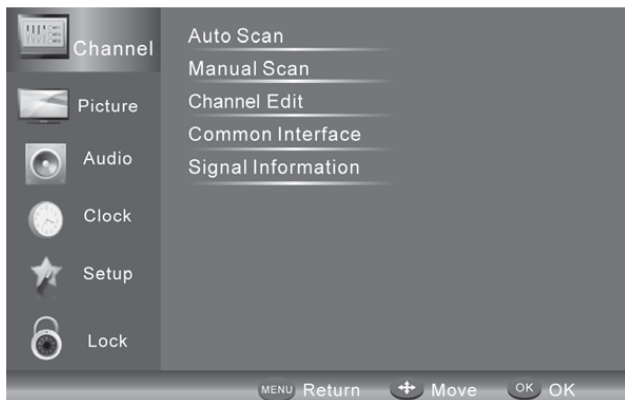 Channel
Picture
Audio
Clock
Setup
Lock
Auto Scan
Manual Scan
Channel Edit
Common Interface
Signal Information
MENU Return Move OK OK